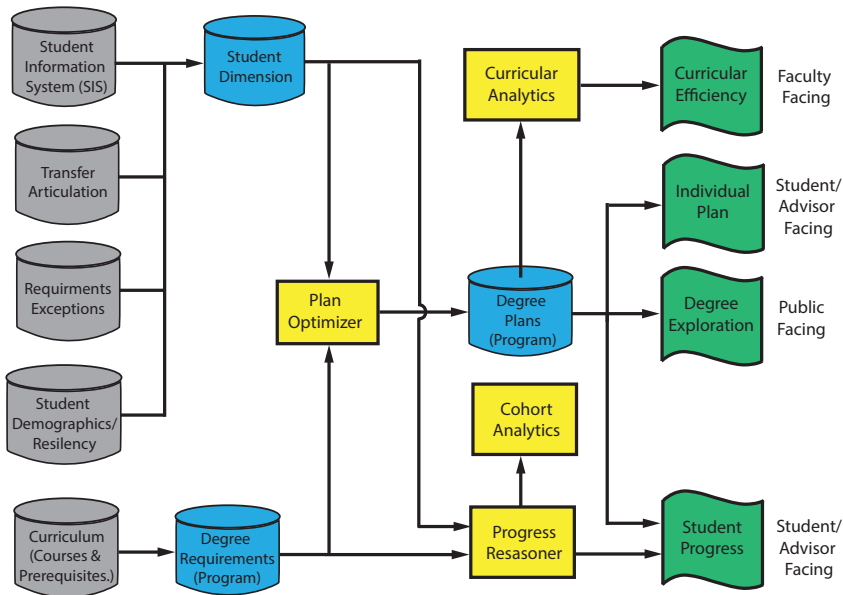 Student
Information
System (SIS)
Student
Dimension
Curricular
Analytics
Curricular
Efficiency
Faculty
Facing
Transfer
Articulation
Individual
Plan
Student/
Advisor
Facing
Requirments
Exceptions
Plan
Optimizer
Degree
Plans
(Program)
Degree
Exploration
Public
Facing
Student
Demographics/
Resilency
Cohort
Analytics
Curriculum
(Courses &
Prerequisites.)
Degree
Requirements
(Program)
Progress
Resasoner
Student
Progress
Student/
Advisor
Facing